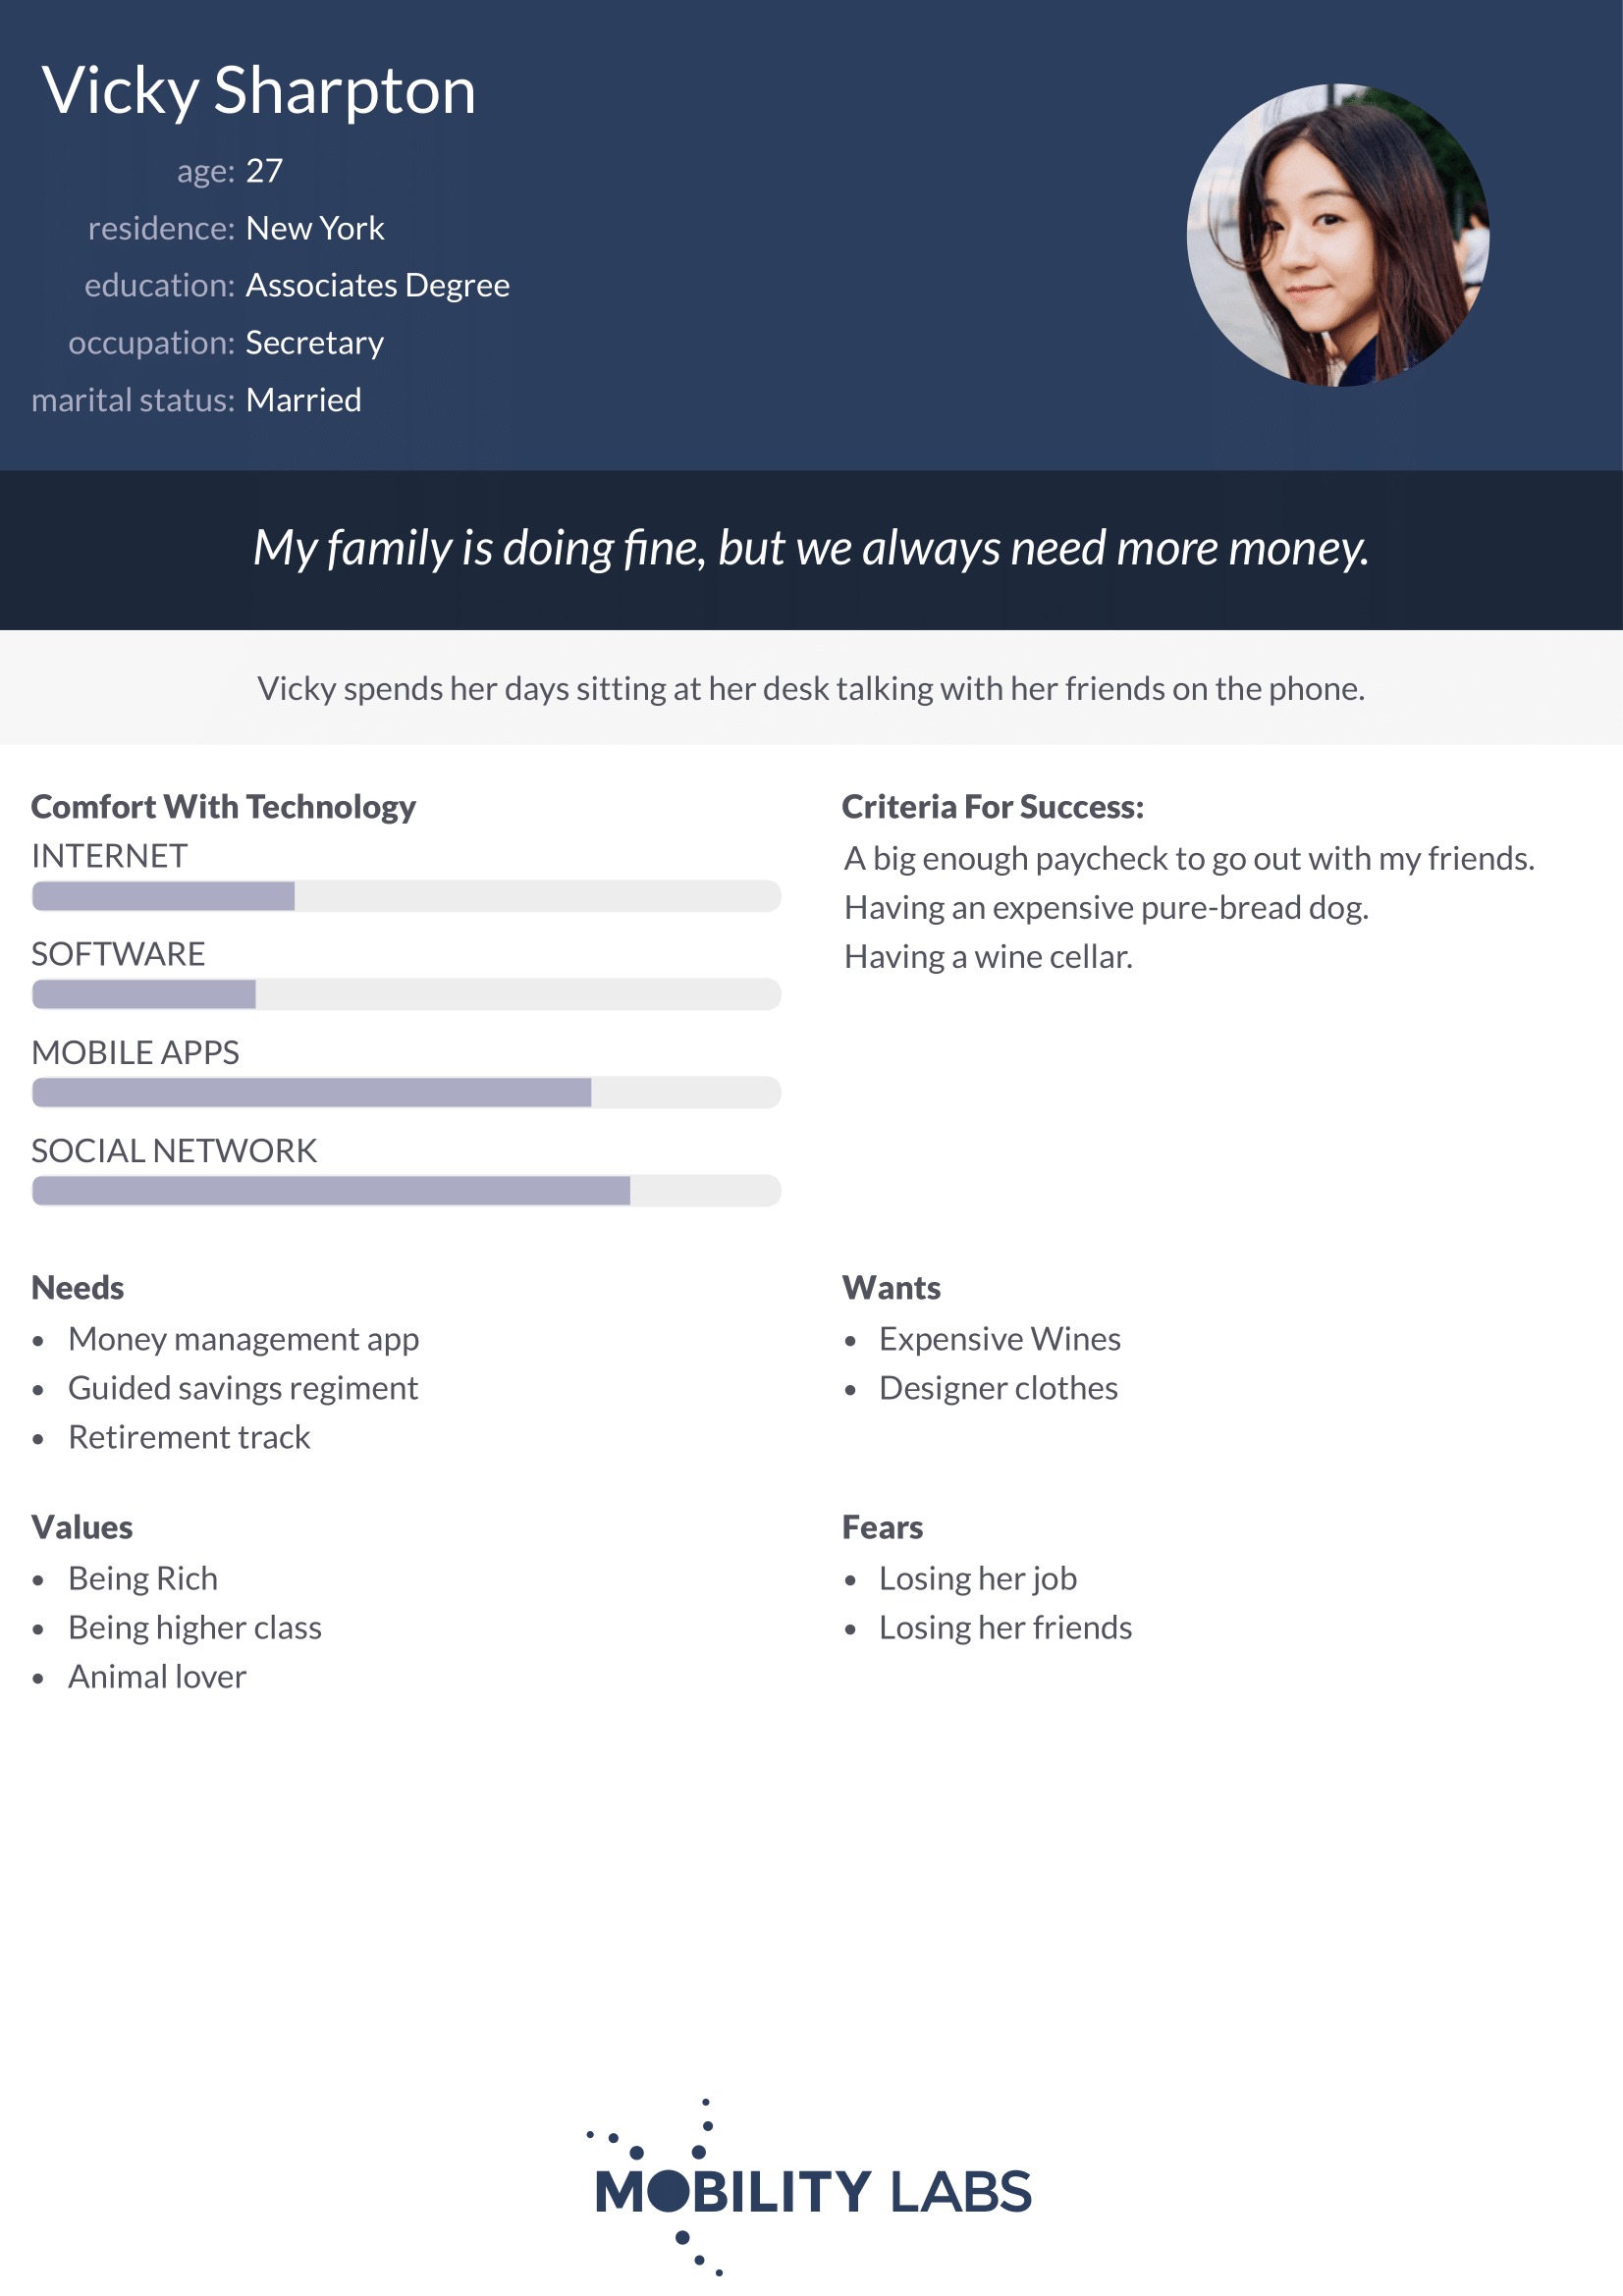 Vicky Sharpton
age: 27
residence: New York
education: Associates Degree
occupation: Secretary
marital status: Married
My family is doing fine, but we always need more money.
Vicky spends her days sitting at her desk talking with her friends on the phone.
Comfort With Technology
INTERNET
SOFTWARE
MOBILE APPS
SOCIAL NETWORK
Criteria For Success:
A big enough paycheck to go out with my friends.
Having an expensive pure-bread dog.
Having a wine cellar.
Needs
• Money management app
• Guided savings regiment
• Retirement track
Wants
• Expensive Wines
• Designer clothes
Values
• Being Rich
• Being higher class
• Animal lover
Fears
• Losing her job
• Losing her friends
MOBILITY LABS